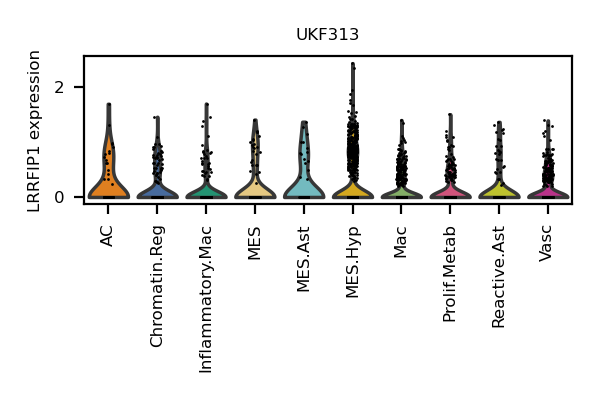 UKF313
LRRFIP1 expression
2
0
AC
Chromatin.Reg
Inflammatory.Mac
MES
MES.Ast
MES.Hyp
Mac
Prolif.Metab
Reactive.Ast
Vasc